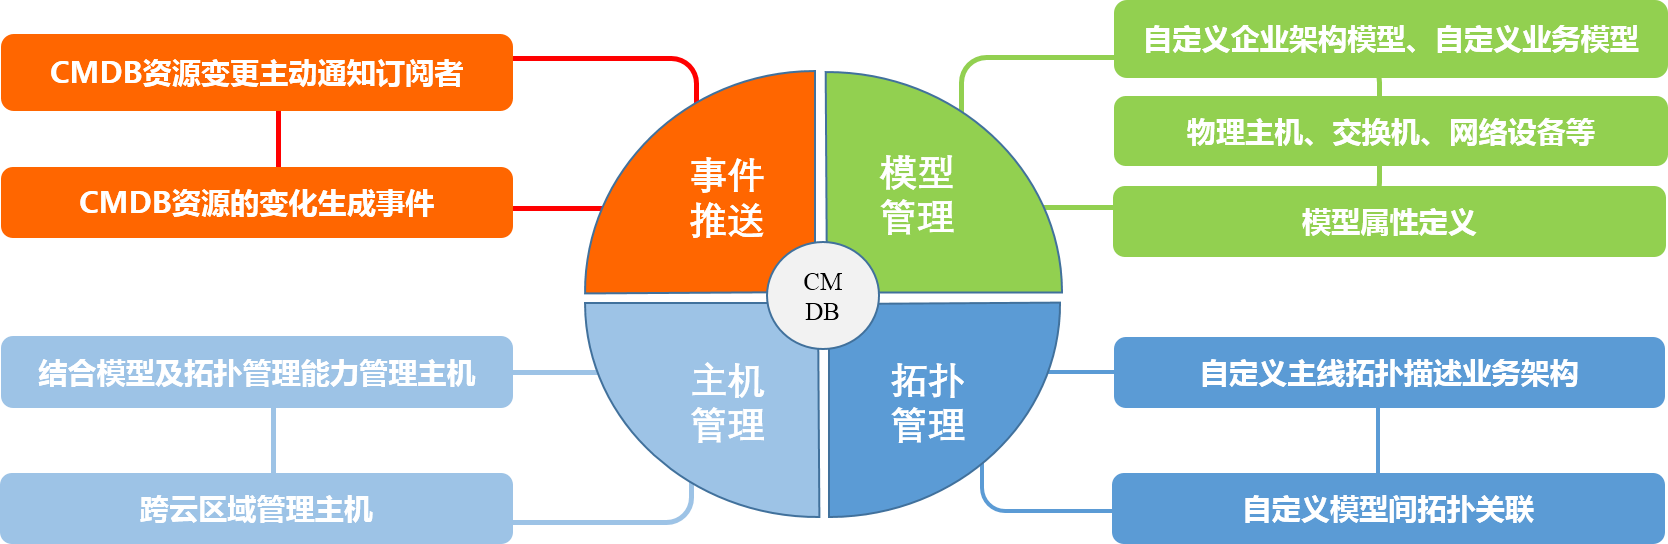 CMDB资源变更主动通知订阅者
CMDB资源的变化生成事件
事件
推送
模型
管理
自定义企业架构模型、自定义业务模型
物理主机、交换机、网络设备等
模型属性定义
CM
DB
结合模型及拓扑管理能力管理主机
跨云区域管理主机
主机
管理
拓扑
管理
自定义主线拓扑描述业务架构
自定义模型间拓扑关联